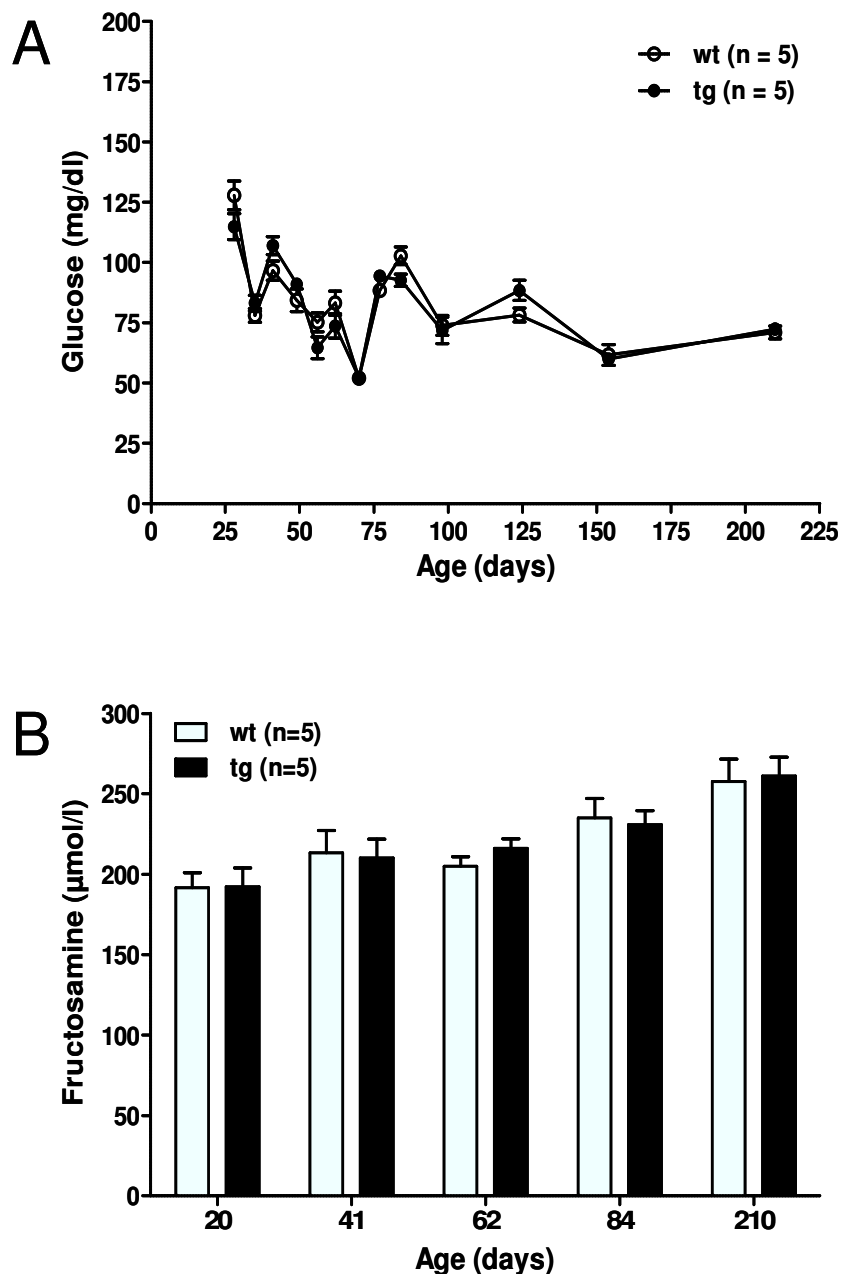 A
200
175
150
125
100
75
50
25
0
Glucose (mg/dl)
wt (n = 5)
tg (n = 5)
0 25 50 75 100 125 150 175 200 225
Age (days)
B
300
250
200
150
100
50
0
Fructosamine (µmol/l)
wt (n=5)
tg (n=5)
20 41 62 84 210
Age (days)